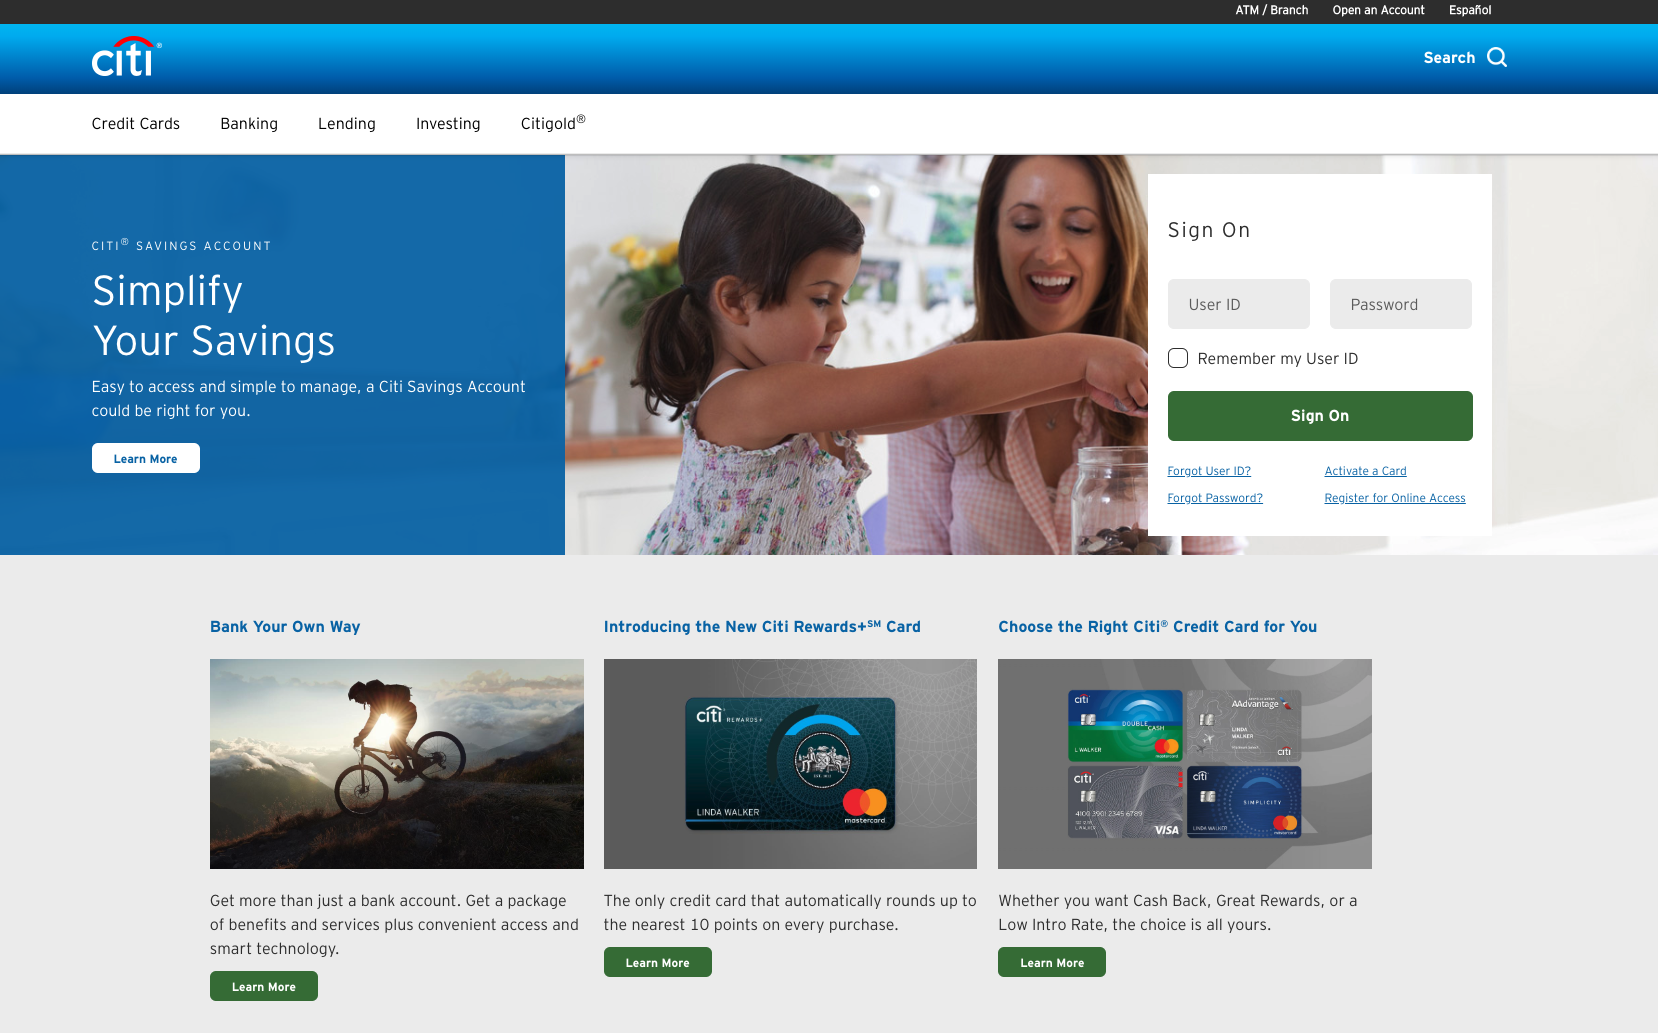 ATM / Branch
Open an Account
Español
citi®
Search
Credit Cards
Banking
Lending
Investing
Citigold®
CITI® SAVINGS ACCOUNT
Simplify
Your Savings
Easy to access and simple to manage, a Citi Savings Account
could be right for you.
Learn More
Sign On
User ID
Password
Remember my User ID
Sign On
Forgot User ID?
Activate a Card
Forgot Password?
Register for Online Access
Bank Your Own Way
Get more than just a bank account. Get a package
of benefits and services plus convenient access and
smart technology.
Learn More
Introducing the New Citi Rewards+℠ Card
citi REWARDS+
EST. 1812
LINDA WALKER
mastercard
The only credit card that automatically rounds up to
the nearest 10 points on every purchase.
Learn More
Choose the Right Citi® Credit Card for You
citi
DOUBLE
CASH
L WALKER
mastercard
AAdvantage
LINDA
WALKER
citi
citi
4100 3901 2345 6789
L WALKER
VISA
citi
SIMPLICITY
LINDA WALKER
mastercard
Whether you want Cash Back, Great Rewards, or a
Low Intro Rate, the choice is all yours.
Learn More